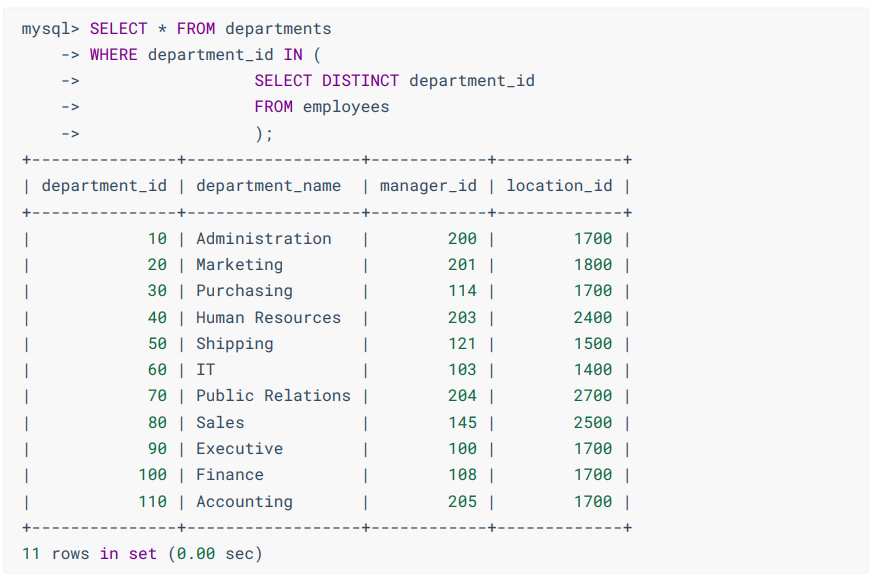 mysql> SELECT * FROM departments
    -> WHERE department_id IN (
    ->                  SELECT DISTINCT department_id
    ->                  FROM employees
    ->                  );
+---------------+------------------+------------+-------------+
| department_id | department_name  | manager_id | location_id |
+---------------+------------------+------------+-------------+
|            10 | Administration   |        200 |        1700 |
|            20 | Marketing        |        201 |        1800 |
|            30 | Purchasing       |        114 |        1700 |
|            40 | Human Resources  |        203 |        2400 |
|            50 | Shipping         |        121 |        1500 |
|            60 | IT               |        103 |        1400 |
|            70 | Public Relations |        204 |        2700 |
|            80 | Sales            |        145 |        2500 |
|            90 | Executive        |        100 |        1700 |
|           100 | Finance          |        108 |        1700 |
|           110 | Accounting       |        205 |        1700 |
+---------------+------------------+------------+-------------+
11 rows in set (0.00 sec)